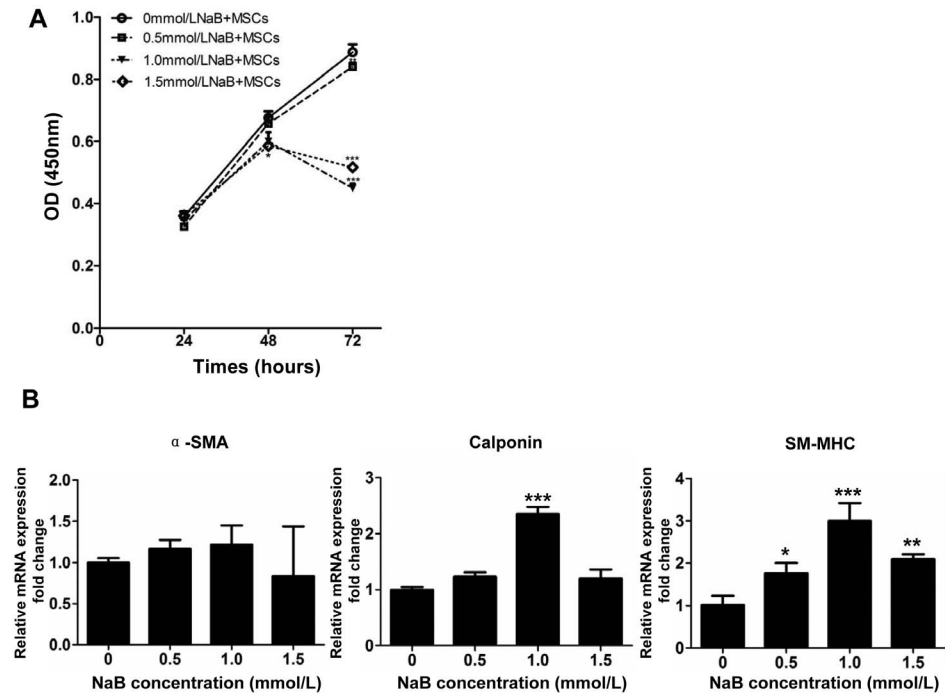 A
0mmol/LNaB+MSCs
0.5mmol/LNaB+MSCs
1.0mmol/LNaB+MSCs
1.5mmol/LNaB+MSCs
OD (450nm)
1.0
0.8
0.6
0.4
0.2
0.0
**
*
***
***
0
24
48
72
Times (hours)
B
α -SMA
Relative mRNA expression
fold change
2.0
1.5
1.0
0.5
0.0
0
0.5
1.0
1.5
NaB concentration (mmol/L)
Calponin
Relative mRNA expression
fold change
3
2
1
0
***
0
0.5
1.0
1.5
NaB concentration (mmol/L)
SM-MHC
Relative mRNA expression
fold change
4
3
2
1
0
*
***
**
0
0.5
1.0
1.5
NaB concentration (mmol/L)